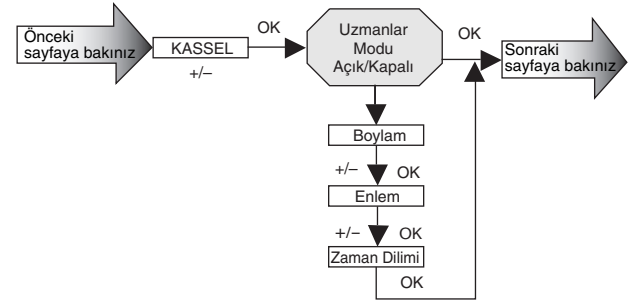 Önceki
sayfaya bakınız
KASSEL
+/–
OK
Uzmanlar
Modu
Açık/Kapalı
OK
Sonraki
sayfaya bakınız
Boylam
+/– OK
Enlem
+/– OK
Zaman Dilimi
OK